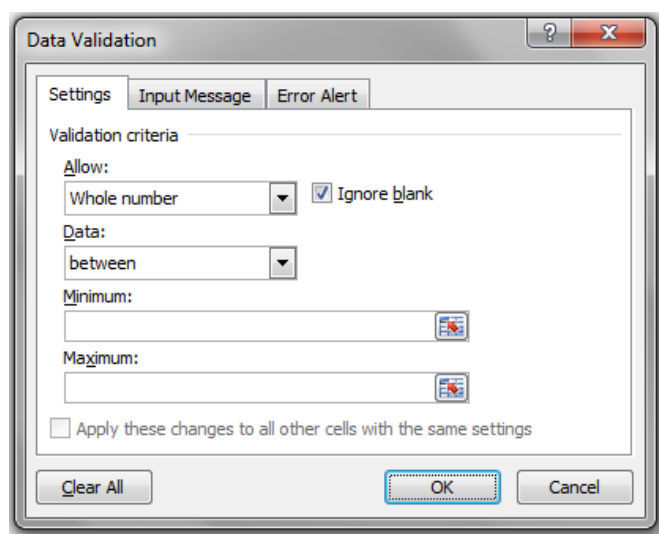 Data Validation
Settings Input Message Error Alert
Validation criteria
Allow:
Whole number Ignore blank
Data:
between
Minimum:
Maximum:
Apply these changes to all other cells with the same settings
Clear All OK Cancel